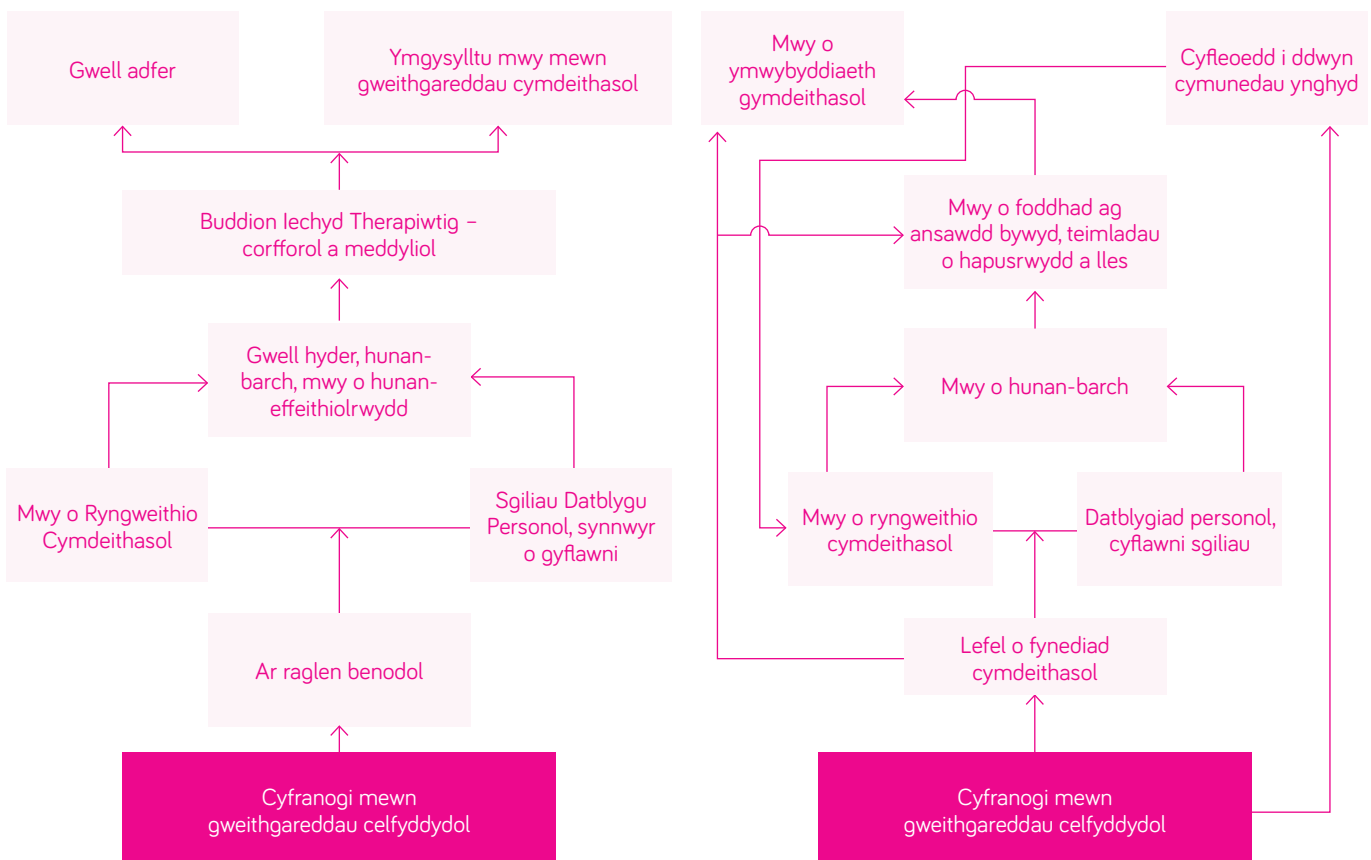 Gwell adfer
Ymgysylltu mwy mewn
gweithgareddau cymdeithasol
Buddion Iechyd Therapiwtig –
corfforol a meddyliol
Gwell hyder, hunan-
barch, mwy o hunan-
effeithiolrwydd
Mwy o Ryngweithio
Cymdeithasol
Sgiliau Datblygu
Personol, synnwyr
o gyflawni
Ar raglen benodol
Cyfranogi mewn
gweithgareddau celfyddydol
Mwy o
ymwybyddiaeth
gymdeithasol
Cyfleoedd i ddwyn
cymunedau ynghyd
Mwy o foddhad ag
ansawdd bywyd, teimladau
o hapusrwydd a lles
Mwy o hunan-barch
Mwy o ryngweithio
cymdeithasol
Datblygiad personol,
cyflawni sgiliau
Lefel o fynediad
cymdeithasol
Cyfranogi mewn
gweithgareddau celfyddydol